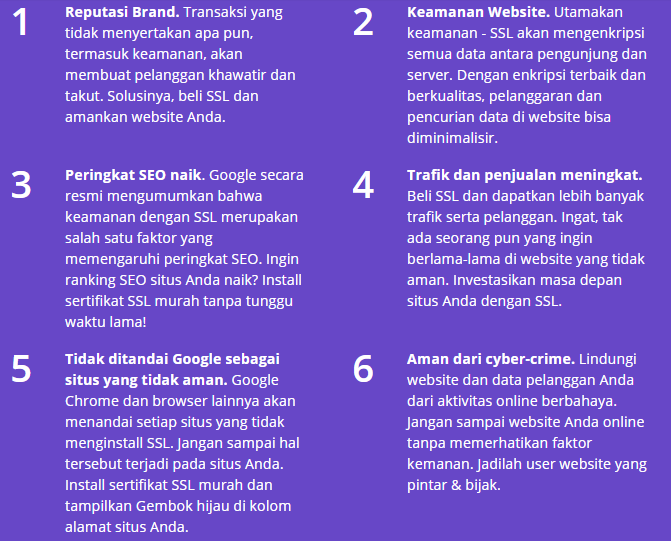 1
Reputasi Brand. Transaksi yang
tidak menyertakan apa pun,
termasuk keamanan, akan
membuat pelanggan khawatir dan
takut. Solusinya, beli SSL dan
amankan website Anda.
2
Keamanan Website. Utamakan
keamanan - SSL akan mengenkripsi
semua data antara pengunjung dan
server. Dengan enkripsi terbaik dan
berkualitas, pelanggaran dan
pencurian data di website bisa
diminimalisir.
3
Peringkat SEO naik. Google secara
resmi mengumumkan bahwa
keamanan dengan SSL merupakan
salah satu faktor yang
memengaruhi peringkat SEO. Ingin
ranking SEO situs Anda naik? Install
sertifikat SSL murah tanpa tunggu
waktu lama!
4
Trafik dan penjualan meningkat.
Beli SSL dan dapatkan lebih banyak
trafik serta pelanggan. Ingat, tak
ada seorang pun yang ingin
berlama-lama di website yang tidak
aman. Investasikan masa depan
situs Anda dengan SSL.
5
Tidak ditandai Google sebagai
situs yang tidak aman. Google
Chrome dan browser lainnya akan
menandai setiap situs yang tidak
menginstall SSL. Jangan sampai hal
tersebut terjadi pada situs Anda.
Install sertifikat SSL murah dan
tampilkan Gembok hijau di kolom
alamat situs Anda.
6
Aman dari cyber-crime. Lindungi
website dan data pelanggan Anda
dari aktivitas online berbahaya.
Jangan sampai website Anda online
tanpa memerhatikan faktor
kemanan. Jadilah user website yang
pintar & bijak.